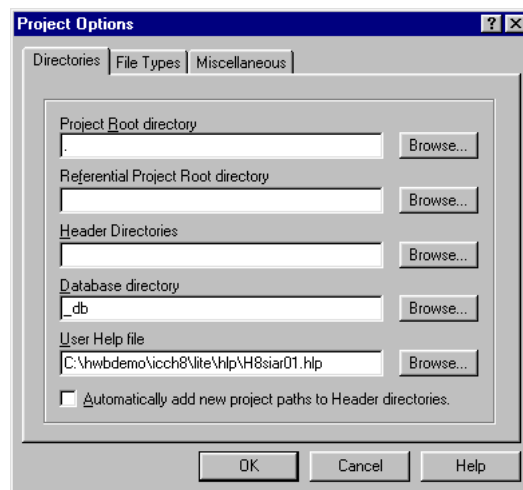 Project Options
Directories File Types Miscellaneous
Project Root directory
. Browse...
Referential Project Root directory
Browse...
Header Directories
Browse...
Database directory
_db Browse...
User Help file
C:\hwbdemo\icch8\lite\hlp\H8siar01.hlp Browse...
Automatically add new project paths to Header directories.
OK Cancel Help